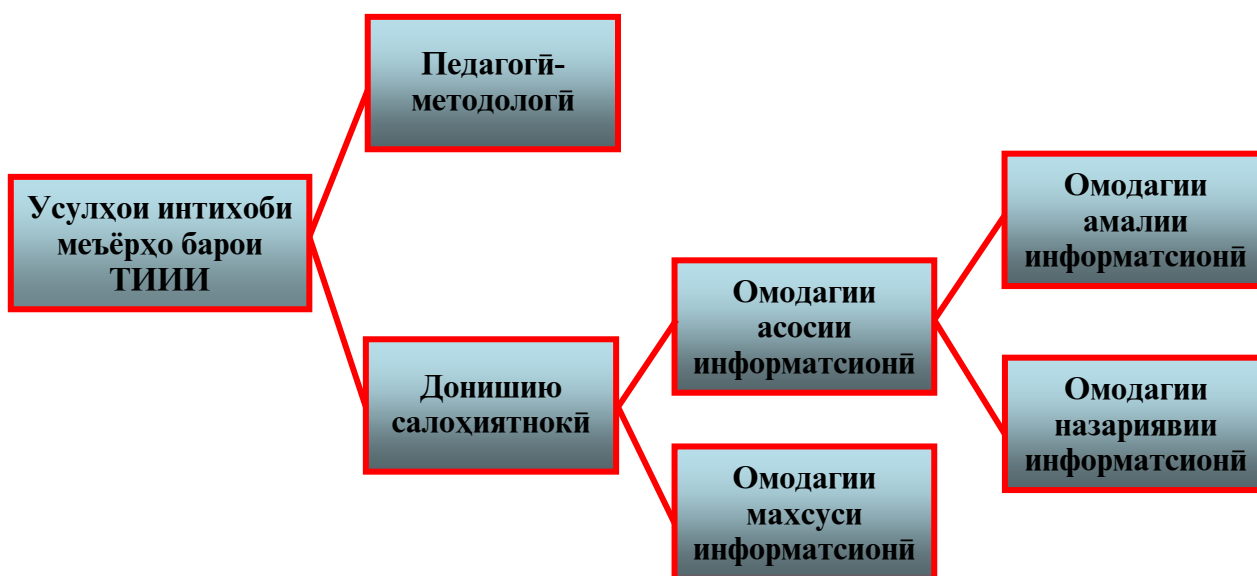 Усулҳои интихоби
меъёрҳо барои
ТИИИ
Педагогӣ-
методологӣ
Донишию
салоҳиятнокӣ
Омодагии
асосии
информатсионӣ
Омодагии
махсуси
информатсионӣ
Омодагии
амалии
информатсионӣ
Омодагии
назариявии
информатсионӣ